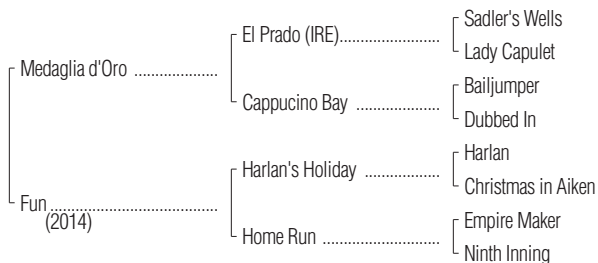 Sadler's Wells
El Prado (IRE)........................
Lady Capulet
Medaglia d'Oro ....................
Bailjumper
Cappucino Bay ....................
Dubbed In
Harlan
Harlan's Holiday ..................
Christmas in Aiken
Fun ........................................
(2014)
Empire Maker
Home Run ............................
Ninth Inning